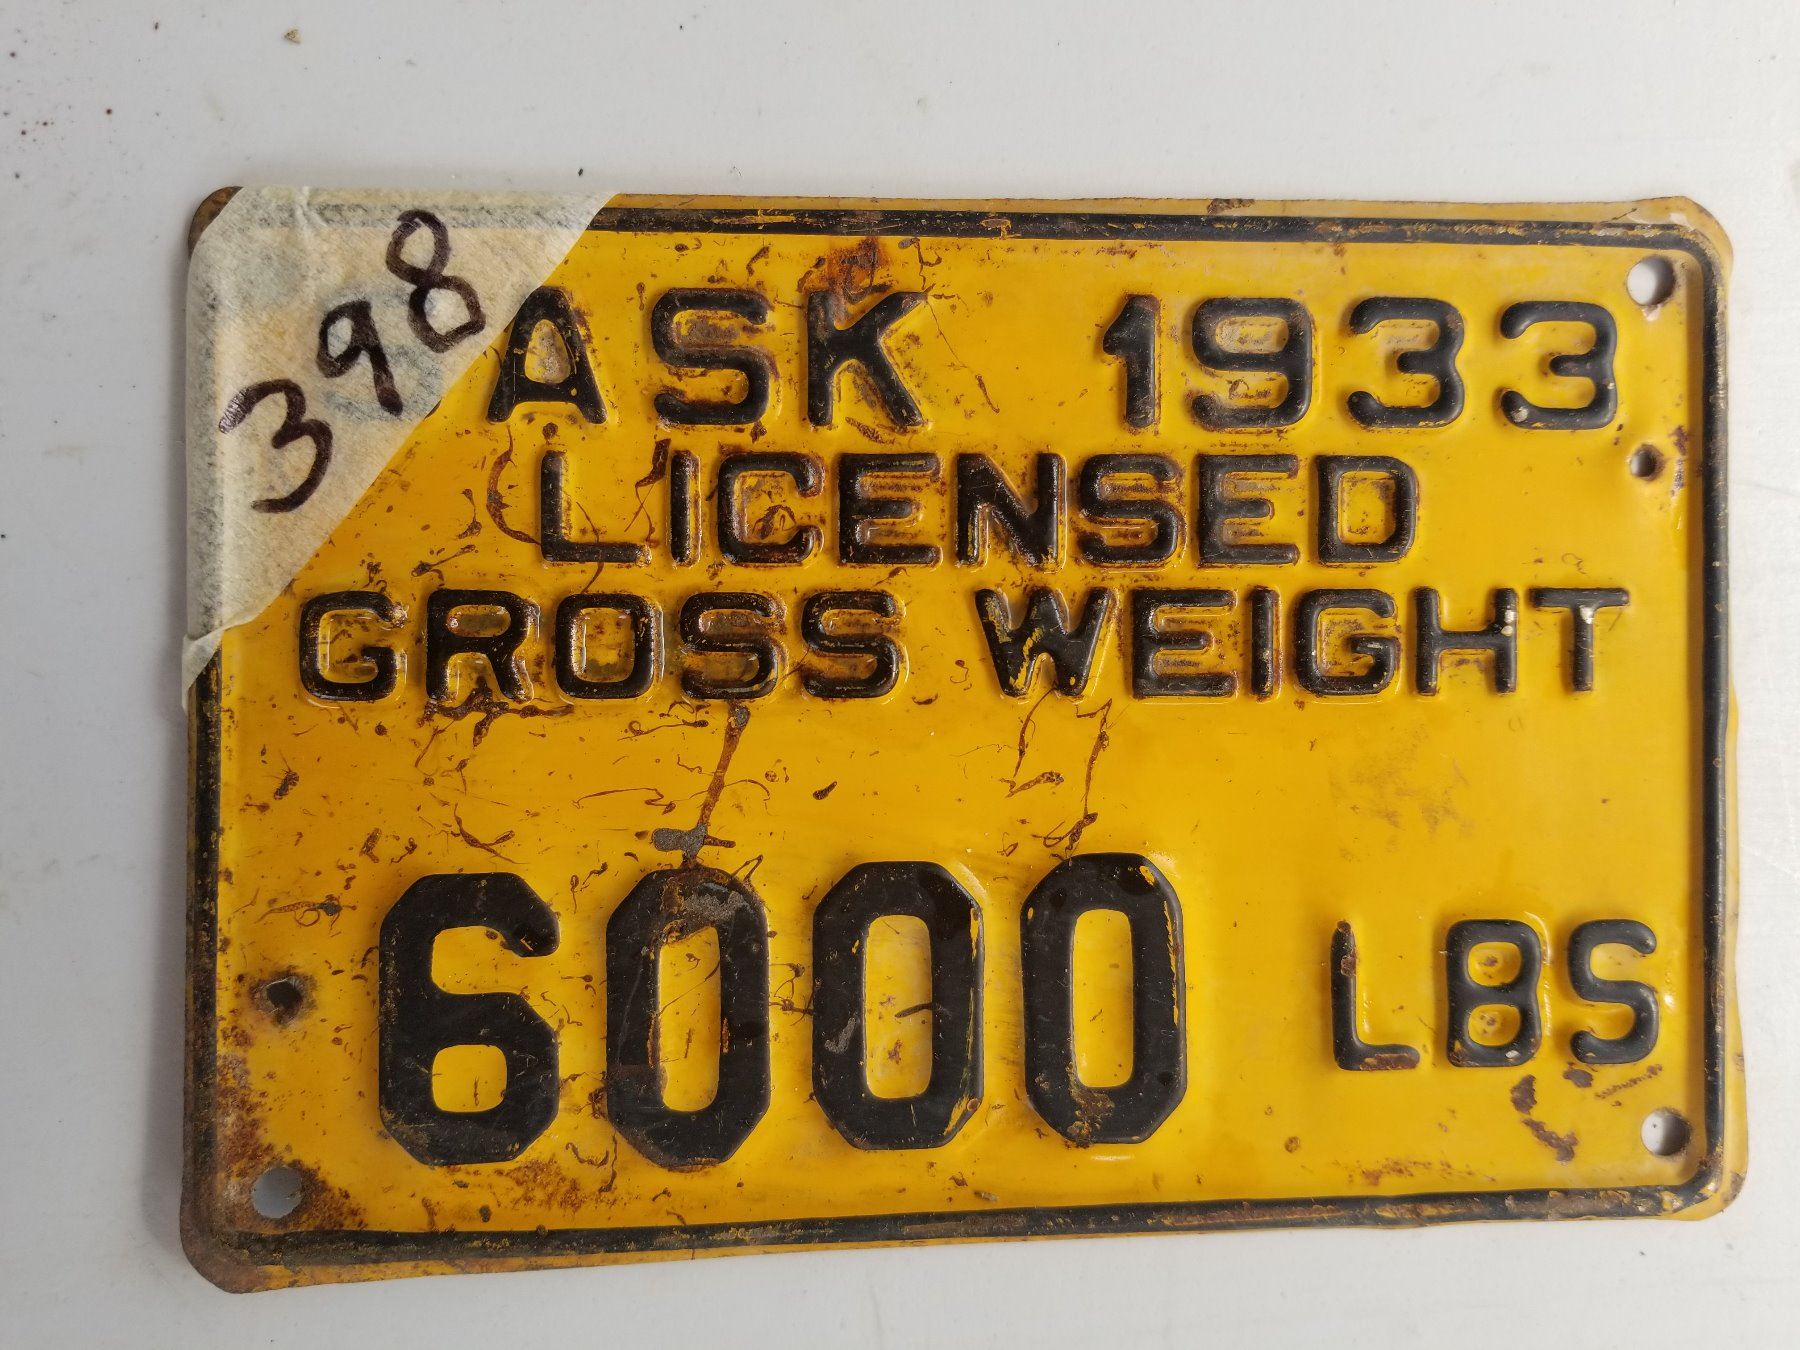 398
ASK 1933
LICENSED
GROSS WEIGHT
6000 LBS